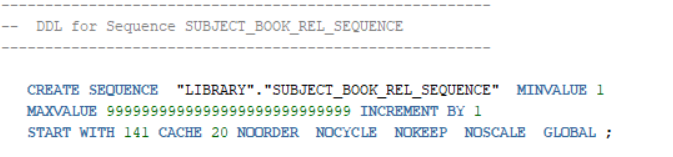 --------------------------------------------------------
--  DDL for Sequence SUBJECT_BOOK_REL_SEQUENCE
--------------------------------------------------------
CREATE SEQUENCE  "LIBRARY"."SUBJECT_BOOK_REL_SEQUENCE"  MINVALUE 1
MAXVALUE 9999999999999999999999999999 INCREMENT BY 1
START WITH 141 CACHE 20 NOORDER  NOCYCLE  NOKEEP  NOSCALE  GLOBAL ;